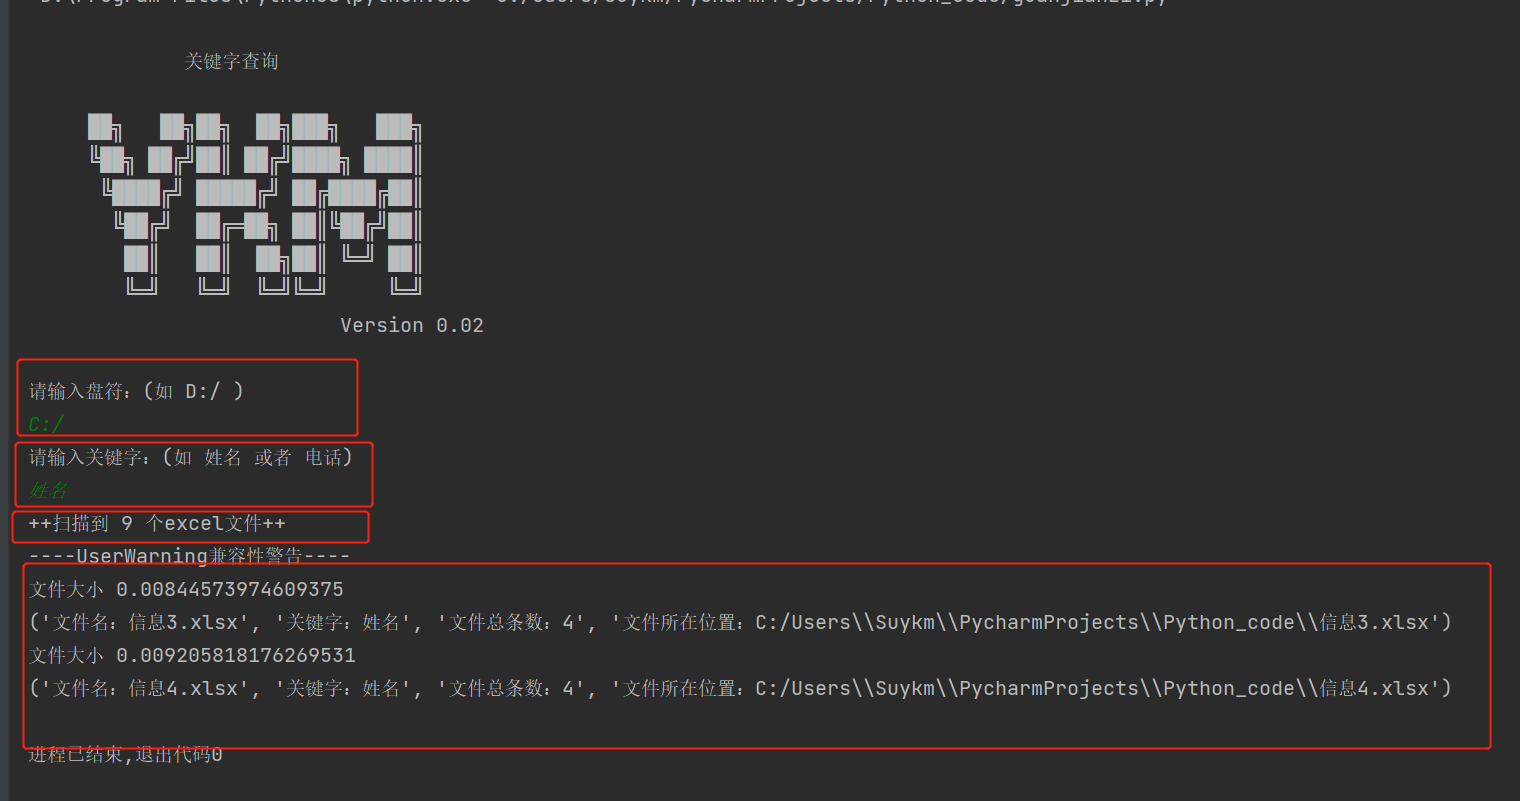 关键字查询
Version 0.02
请输入盘符：(如 D:/ )
C:/
请输入关键字：(如 姓名 或者 电话)
姓名
++扫描到 9 个excel文件++
----UserWarning兼容性警告----
文件大小 0.00844573974609375
('文件名：信息3.xlsx', '关键字：姓名', '文件总条数：4', '文件所在位置：C:/Users\\Suykm\\PycharmProjects\\Python_code\\信息3.xlsx')
文件大小 0.009205818176269531
('文件名：信息4.xlsx', '关键字：姓名', '文件总条数：4', '文件所在位置：C:/Users\\Suykm\\PycharmProjects\\Python_code\\信息4.xlsx')
进程已结束,退出代码0